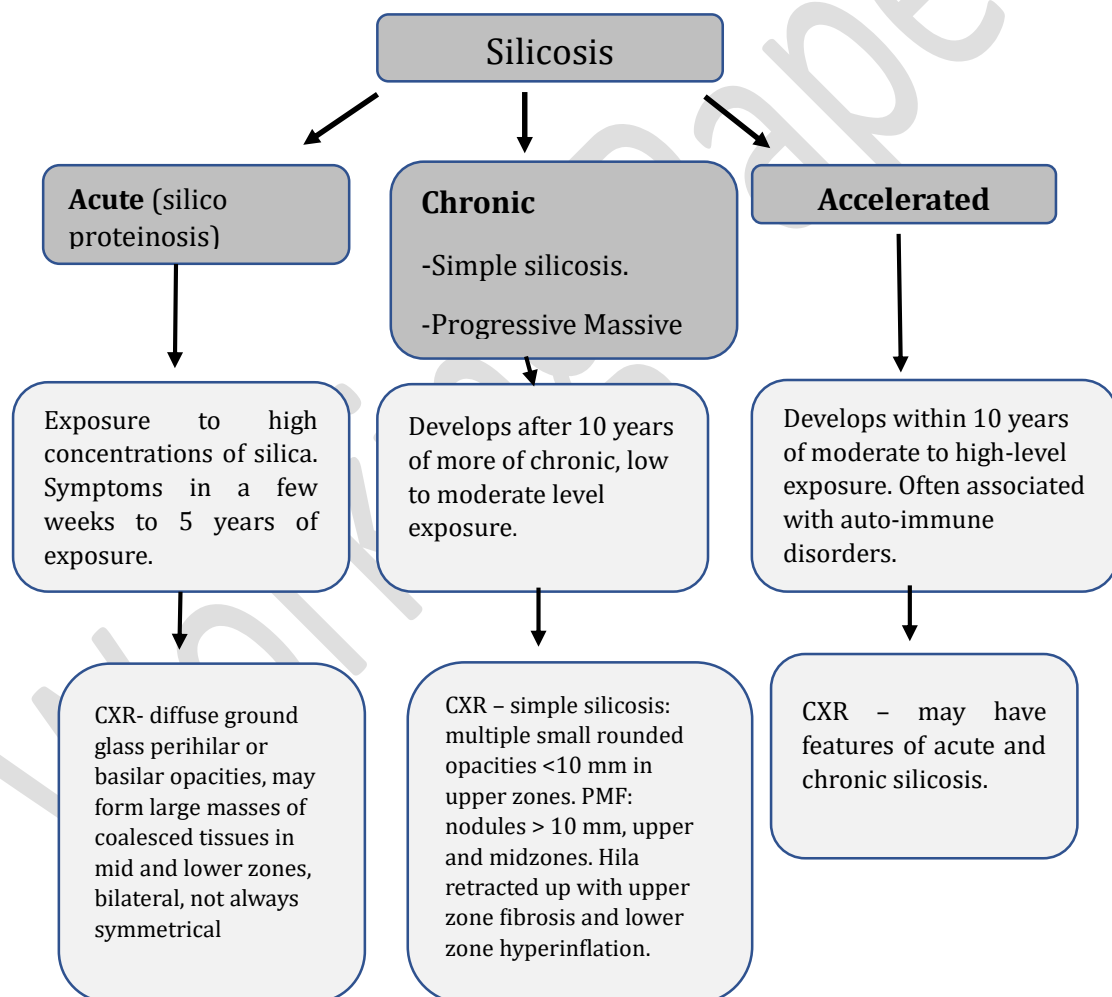 Silicosis
Acute (silico
proteinosis)
Chronic
-Simple silicosis.
-Progressive Massive
Accelerated
Exposure to high
concentrations of silica.
Symptoms in a few
weeks to 5 years of
exposure.
Develops after 10 years
of more of chronic, low
to moderate level
exposure.
Develops within 10 years
of moderate to high-level
exposure. Often associated
with auto-immune
disorders.
CXR- diffuse ground
glass perihilar or
basilar opacities, may
form large masses of
coalesced tissues in
mid and lower zones,
bilateral, not always
symmetrical
CXR – simple silicosis:
multiple small rounded
opacities <10 mm in
upper zones. PMF:
nodules > 10 mm, upper
and midzones. Hila
retracted up with upper
zone fibrosis and lower
zone hyperinflation.
CXR – may have
features of acute and
chronic silicosis.